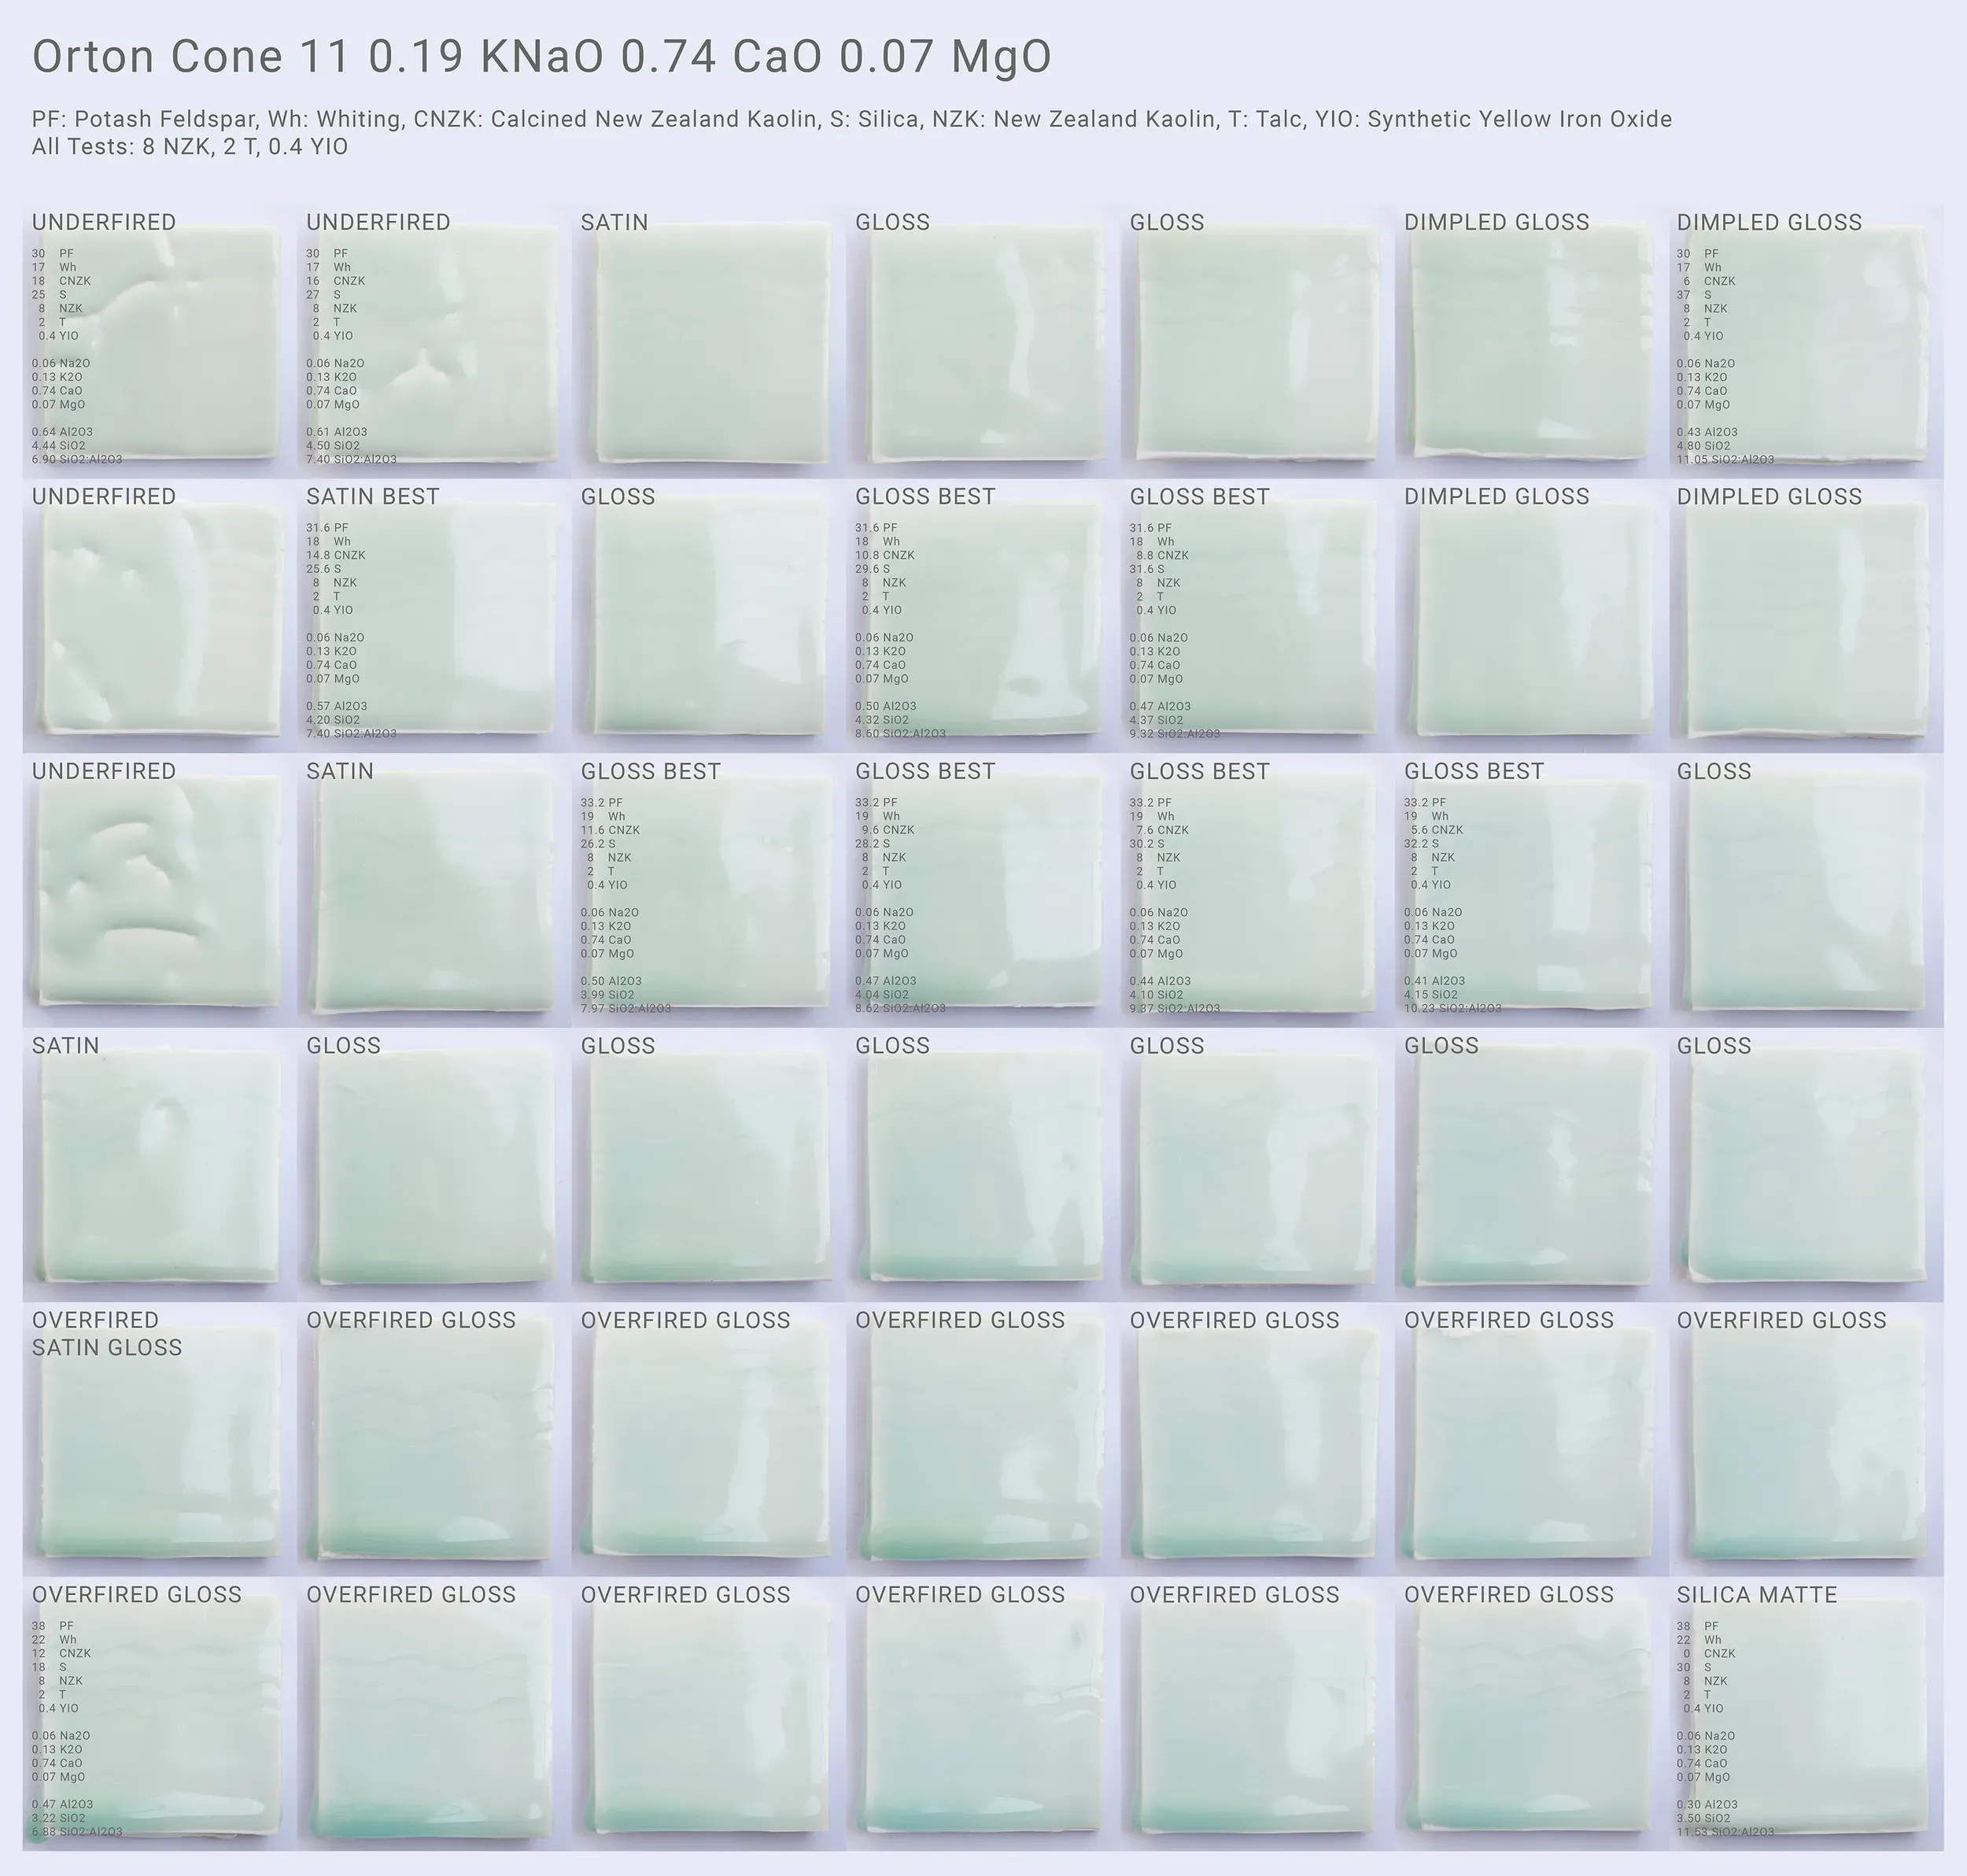 Orton Cone 11 0.19 KNaO 0.74 CaO 0.07 MgO
PF: Potash Feldspar, Wh: Whiting, CNZK: Calcined New Zealand Kaolin, S: Silica, NZK: New Zealand Kaolin, T: Talc, YIO: Synthetic Yellow Iron Oxide
All Tests: 8 NZK, 2 T, 0.4 YIO
UNDERFIRED
30 PF
17 Wh
18 CNZK
25 S
8 NZK
2 T
0.4 YIO
0.06 Na2O
0.13 K2O
0.74 CaO
0.07 MgO
0.64 Al2O3
4.44 SiO2
6.90 SiO2:Al2O3
UNDERFIRED
30 PF
17 Wh
16 CNZK
27 S
8 NZK
2 T
0.4 YIO
0.06 Na2O
0.13 K2O
0.74 CaO
0.07 MgO
0.61 Al2O3
4.50 SiO2
7.40 SiO2:Al2O3
SATIN
GLOSS
GLOSS
DIMPLED GLOSS
DIMPLED GLOSS
30 PF
17 Wh
6 CNZK
37 S
8 NZK
2 T
0.4 YIO
0.06 Na2O
0.13 K2O
0.74 CaO
0.07 MgO
0.43 Al2O3
4.80 SiO2
11.05 SiO2:Al2O3
UNDERFIRED
SATIN BEST
31.6 PF
18 Wh
14.8 CNZK
25.6 S
8 NZK
2 T
0.4 YIO
0.06 Na2O
0.13 K2O
0.74 CaO
0.07 MgO
0.57 Al2O3
4.20 SiO2
7.40 SiO2:Al2O3
GLOSS
GLOSS BEST
31.6 PF
18 Wh
10.8 CNZK
29.6 S
8 NZK
2 T
0.4 YIO
0.06 Na2O
0.13 K2O
0.74 CaO
0.07 MgO
0.50 Al2O3
4.32 SiO2
8.60 SiO2:Al2O3
GLOSS BEST
31.6 PF
18 Wh
8.8 CNZK
31.6 S
8 NZK
2 T
0.4 YIO
0.06 Na2O
0.13 K2O
0.74 CaO
0.07 MgO
0.47 Al2O3
4.37 SiO2
9.32 SiO2:Al2O3
DIMPLED GLOSS
DIMPLED GLOSS
UNDERFIRED
SATIN
GLOSS BEST
33.2 PF
19 Wh
11.6 CNZK
26.2 S
8 NZK
2 T
0.4 YIO
0.06 Na2O
0.13 K2O
0.74 CaO
0.07 MgO
0.50 Al2O3
3.99 SiO2
7.97 SiO2:Al2O3
GLOSS BEST
33.2 PF
19 Wh
9.6 CNZK
28.2 S
8 NZK
2 T
0.4 YIO
0.06 Na2O
0.13 K2O
0.74 CaO
0.07 MgO
0.47 Al2O3
4.04 SiO2
8.62 SiO2:Al2O3
GLOSS BEST
33.2 PF
19 Wh
7.6 CNZK
30.2 S
8 NZK
2 T
0.4 YIO
0.06 Na2O
0.13 K2O
0.74 CaO
0.07 MgO
0.44 Al2O3
4.10 SiO2
9.37 SiO2:Al2O3
GLOSS BEST
33.2 PF
19 Wh
5.6 CNZK
32.2 S
8 NZK
2 T
0.4 YIO
0.06 Na2O
0.13 K2O
0.74 CaO
0.07 MgO
0.41 Al2O3
4.15 SiO2
10.23 SiO2:Al2O3
GLOSS
SATIN
GLOSS
GLOSS
GLOSS
GLOSS
GLOSS
GLOSS
OVERFIRED
SATIN GLOSS
OVERFIRED GLOSS
OVERFIRED GLOSS
OVERFIRED GLOSS
OVERFIRED GLOSS
OVERFIRED GLOSS
OVERFIRED GLOSS
OVERFIRED GLOSS
38 PF
22 Wh
12 CNZK
18 S
8 NZK
2 T
0.4 YIO
0.06 Na2O
0.13 K2O
0.74 CaO
0.07 MgO
0.47 Al2O3
3.22 SiO2
6.88 SiO2:Al2O3
OVERFIRED GLOSS
OVERFIRED GLOSS
OVERFIRED GLOSS
OVERFIRED GLOSS
OVERFIRED GLOSS
SILICA MATTE
38 PF
22 Wh
0 CNZK
30 S
8 NZK
2 T
0.4 YIO
0.06 Na2O
0.13 K2O
0.74 CaO
0.07 MgO
0.30 Al2O3
3.50 SiO2
11.53 SiO2:Al2O3